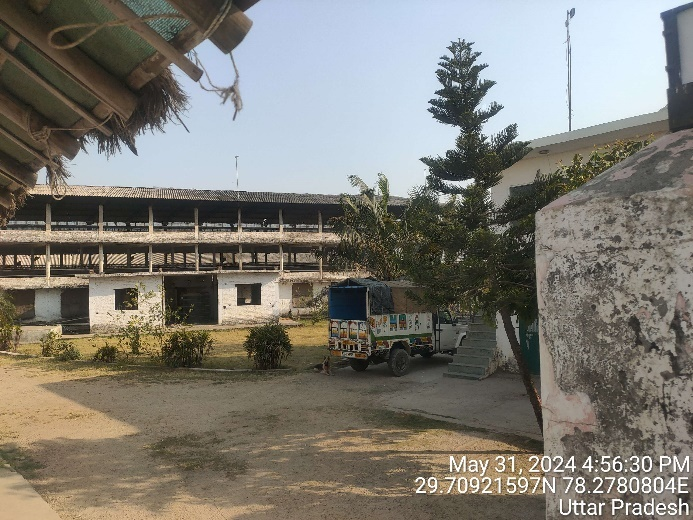 May 31, 2024 4:56:30 PM
29.70921597N 78.2780804E
Uttar Pradesh